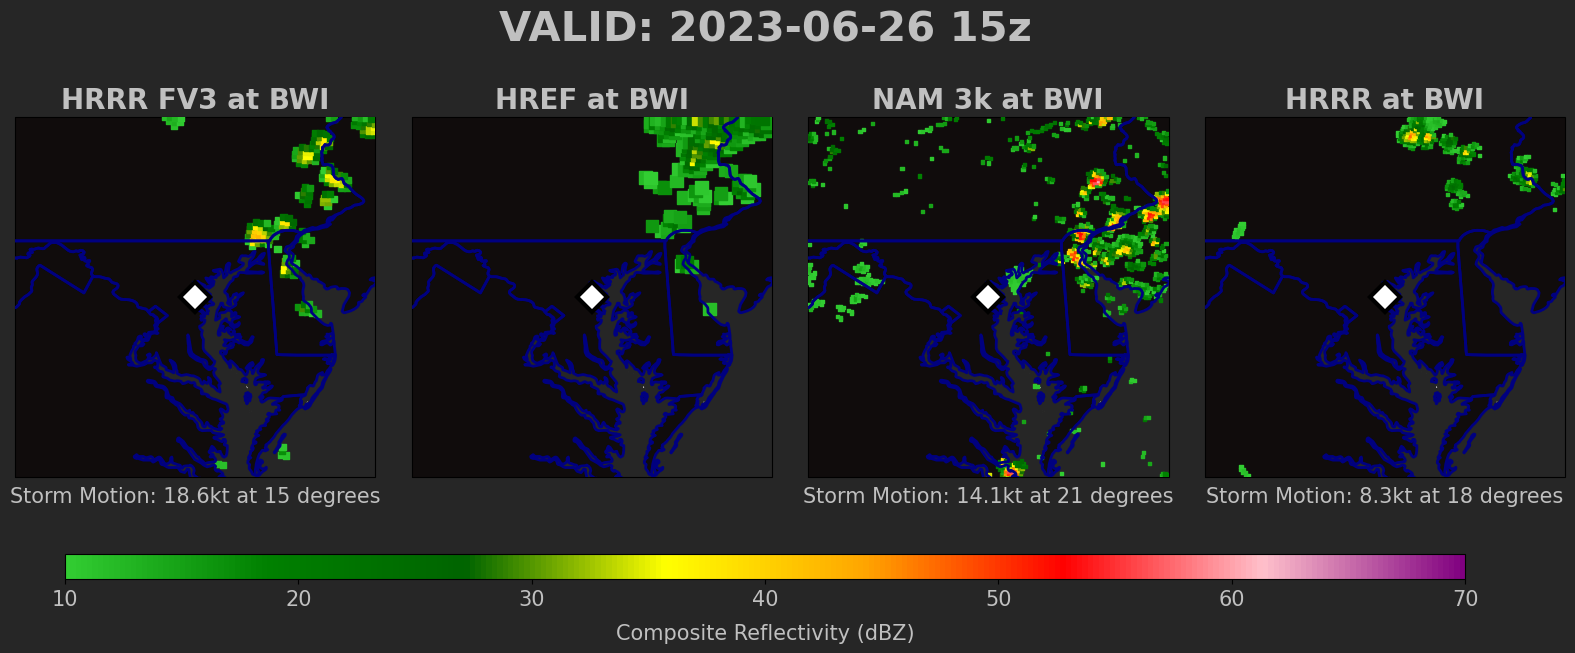 VALID: 2023-06-26 15z
HRRR FV3 at BWI
HREF at BWI
NAM 3k at BWI
HRRR at BWI
Storm Motion: 18.6kt at 15 degrees
Storm Motion: 14.1kt at 21 degrees
Storm Motion: 8.3kt at 18 degrees
10 20 30 40 50 60 70
Composite Reflectivity (dBZ)